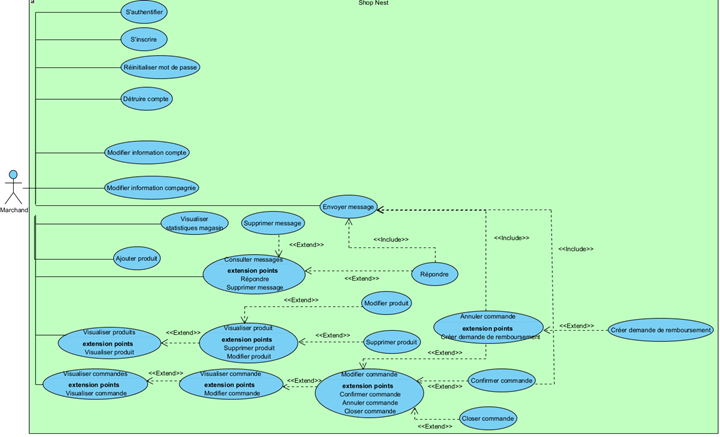 Shop Nest
S'authentifier
S'inscrire
Réinitialiser mot de passe
Détruire compte
Modifier information compte
Modifier information compagnie
Marchand
Envoyer message
Visualiser
statistiques magasin
Supprimer message
<<Extend>>
<<Include>>
<<Include>>
<<Include>>
Ajouter produit
Consulter messages
extension points
Répondre
Supprimer message
<<Extend>>
Répondre
<<Extend>>
Modifier produit
Visualiser produits
extension points
Visualiser produit
<<Extend>>
Visualiser produit
extension points
Supprimer produit
Modifier produit
<<Extend>>
Supprimer produit
Annuler commande
extension points
Créer demande de remboursement
<<Extend>>
Créer demande de remboursement
<<Extend>>
Visualiser commandes
extension points
Visualiser commande
<<Extend>>
Visualiser commande
extension points
Modifier commande
<<Extend>>
Modifier commande
extension points
Confirmer commande
Annuler commande
Closer commande
<<Extend>>
Confirmer commande
<<Extend>>
Closer commande